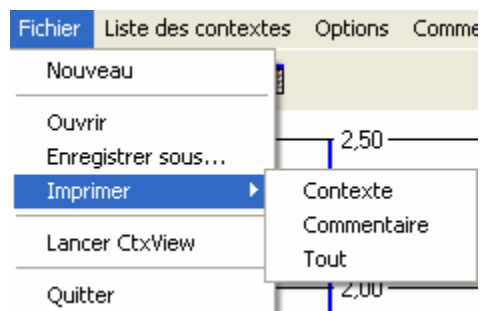 Fichier Liste des contextes Options Comme
Nouveau
Ouvrir
2,50
Enregistrer sous...
Imprimer
Contexte
Commentaire
Lancer CtxView
Tout
Quitter
2,00